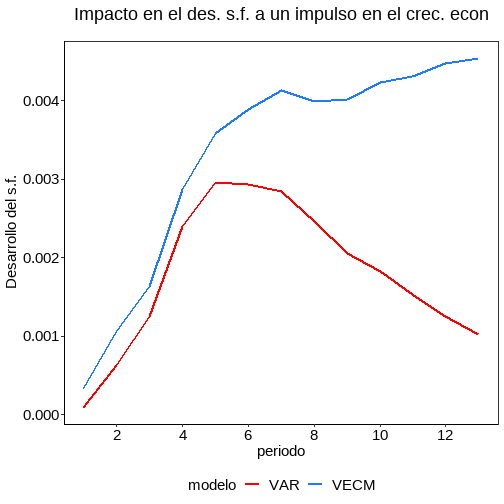 Impacto en el des. s.f. a un impulso en el crec. econ
Desarrollo del s.f.
0.004
0.003
0.002
0.001
0.000
2 4 6 8 10 12
periodo
modelo VAR VECM